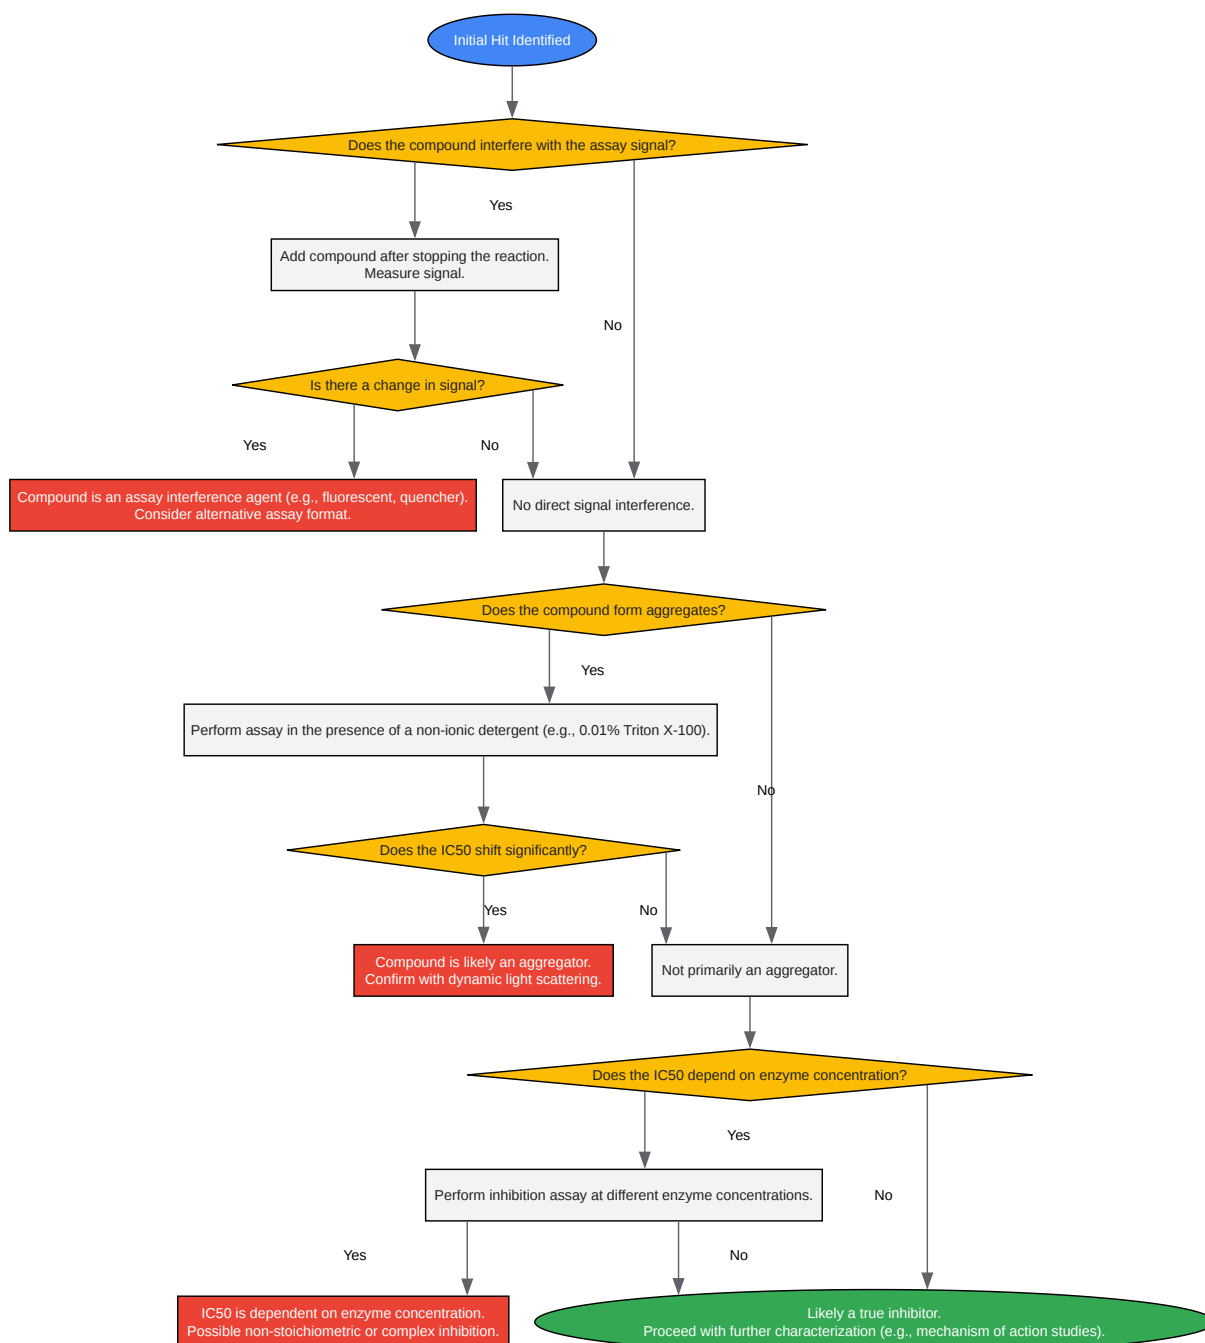 Initial Hit Identified
Does the compound interfere with the assay signal?
Yes
Add compound after stopping the reaction.
Measure signal.
No
Is there a change in signal?
Yes
No
Compound is an assay interference agent (e.g., fluorescent, quencher).
Consider alternative assay format.
No direct signal interference.
Does the compound form aggregates?
Yes
Perform assay in the presence of a non-ionic detergent (e.g., 0.01% Triton X-100).
No
Does the IC50 shift significantly?
Yes
No
Compound is likely an aggregator.
Confirm with dynamic light scattering.
Not primarily an aggregator.
Does the IC50 depend on enzyme concentration?
Yes
Perform inhibition assay at different enzyme concentrations.
No
Yes
No
IC50 is dependent on enzyme concentration.
Possible non-stoichiometric or complex inhibition.
Likely a true inhibitor.
Proceed with further characterization (e.g., mechanism of action studies).